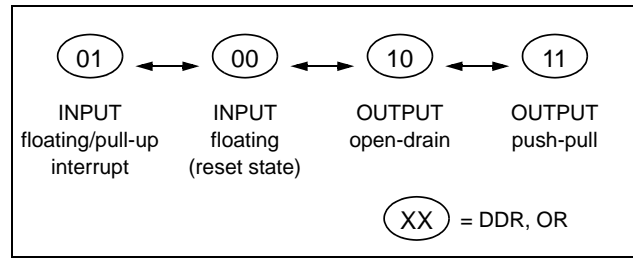 01 00 10 11
INPUT INPUT OUTPUT OUTPUT
floating/pull-up floating open-drain push-pull
interrupt (reset state)
XX = DDR, OR